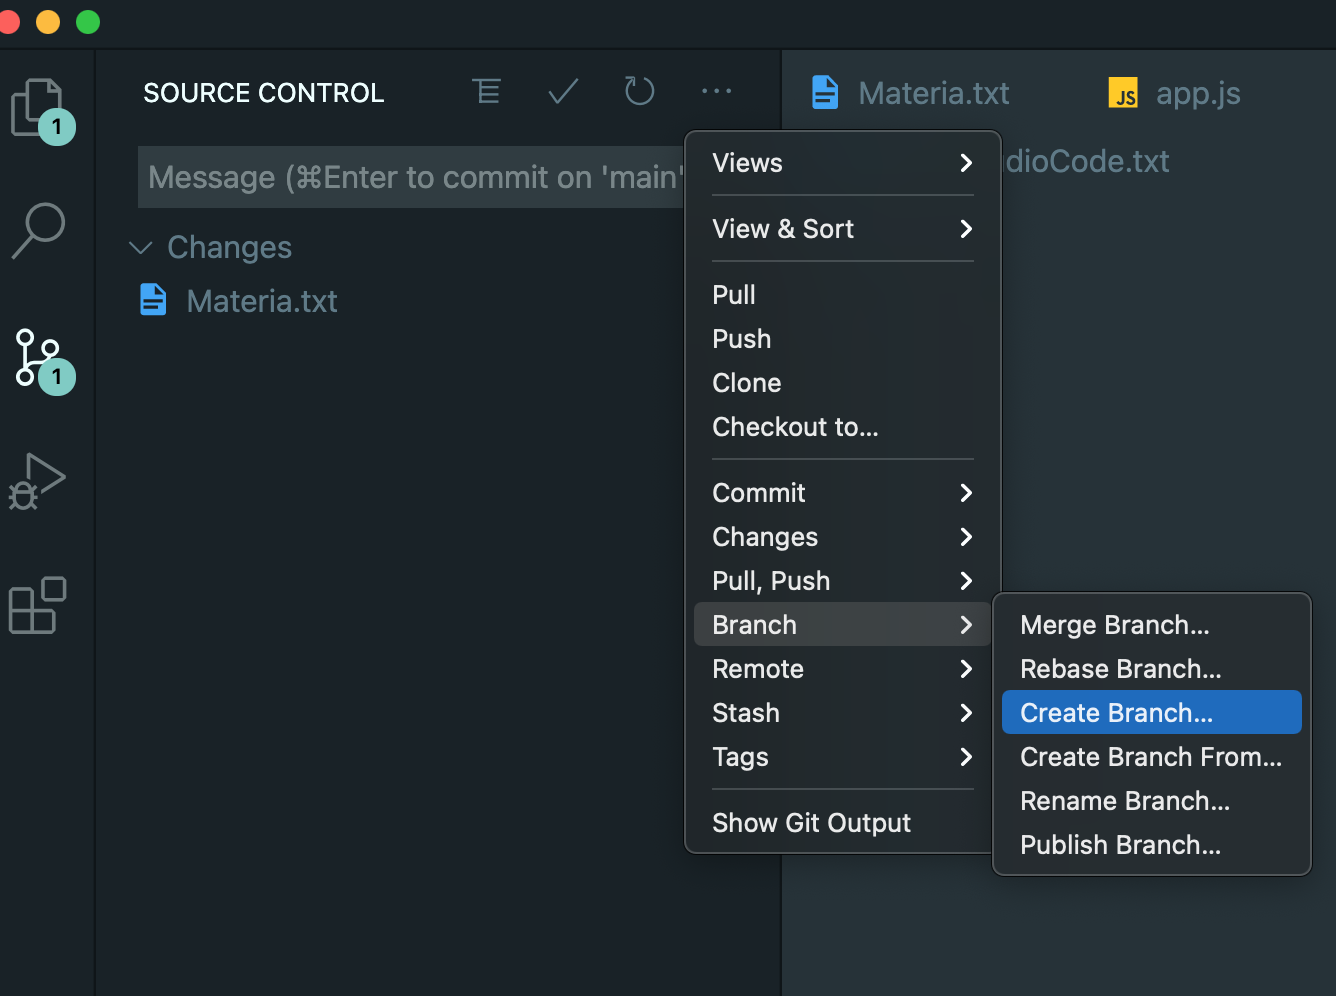 SOURCE CONTROL
Materia.txt
JS app.js
1
Message (⌘Enter to commit on 'main'
dioCode.txt
Changes
Materia.txt
1
Views
View & Sort
Pull
Push
Clone
Checkout to...
Commit
Changes
Pull, Push
Branch
Remote
Stash
Tags
Show Git Output
Merge Branch...
Rebase Branch...
Create Branch...
Create Branch From...
Rename Branch...
Publish Branch...